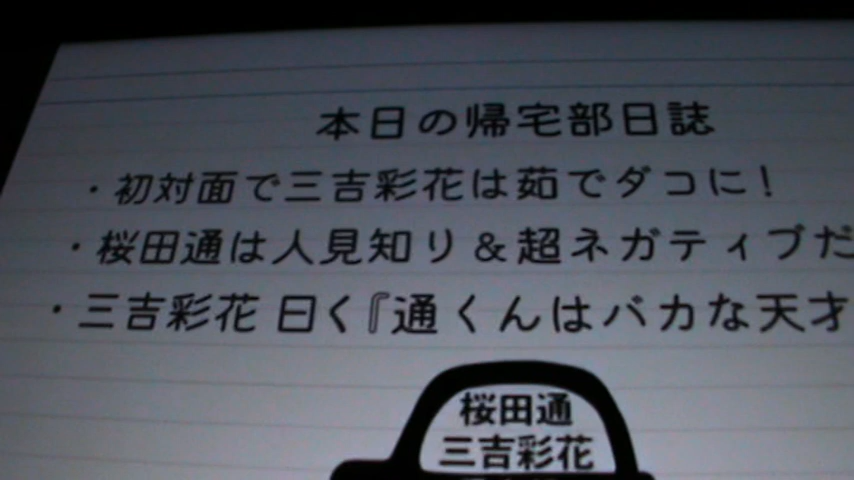 本日の帰宅部日誌
・初対面で三吉彩花は茹でダコに!
・桜田通は人見知り&超ネガティブだ
・三吉彩花 曰く『通くんはバカな天才
桜田通
三吉彩花